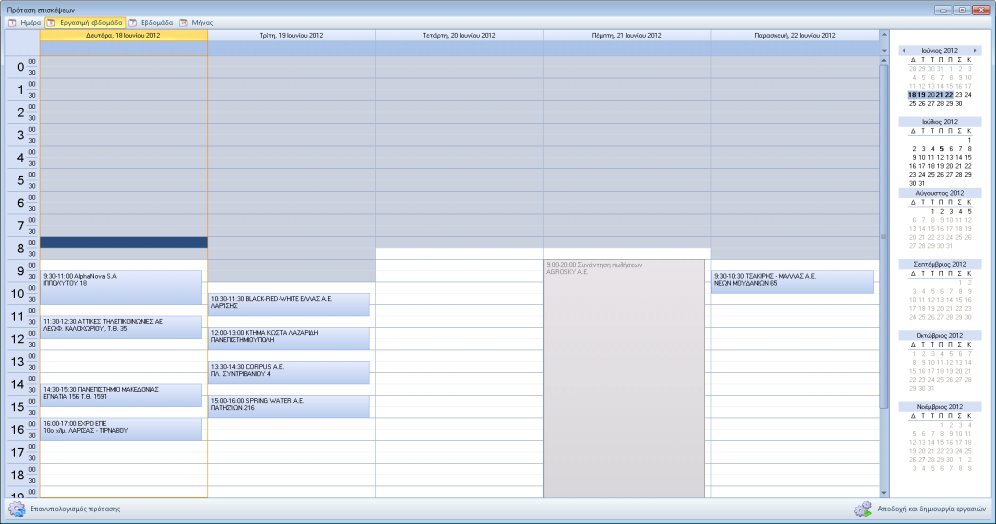 Πρόταση επισκέψεων
Ημέρα Εργασιμή εβδομάδα Εβδομάδα Μήνας
Δευτέρα, 18 Ιουνίου 2012
Τρίτη, 19 Ιουνίου 2012
Τετάρτη, 20 Ιουνίου 2012
Πέμπτη, 21 Ιουνίου 2012
Παρασκευή, 22 Ιουνίου 2012
0 00
30
1 00
30
2 00
30
3 00
30
4 00
30
5 00
30
6 00
30
7 00
30
8 00
30
9 00
30
10 00
30
11 00
30
12 00
30
13 00
30
14 00
30
15 00
30
16 00
30
17 00
30
18 00
30
19 00
9:30-11:00 AlphaNova S.A
ΙΠΠΟΛΥΤΟΥ 18
11:30-12:30 ΑΤΤΙΚΕΣ ΤΗΛΕΠΙΚΟΙΝΩΝΙΕΣ ΑΕ
ΛΕΩΦ. ΚΑΛΟΧΩΡΙΟΥ, Τ.Θ. 35
14:30-15:30 ΠΑΝΕΠΙΣΤΗΜΙΟ ΜΑΚΕΔΟΝΙΑΣ
ΕΓΝΑΤΙΑ 156 Τ.Θ. 1591
16:00-17:00 EXPO ΕΠΕ
10ο χλμ. ΛΑΡΙΣΑΣ - ΤΙΡΝΑΒΟΥ
10:30-11:30 BLACK-RED-WHITE ΕΛΛΑΣ Α.Ε.
ΛΑΡΙΣΗΣ
12:00-13:00 ΚΤΗΜΑ ΚΩΣΤΑ ΛΑΖΑΡΙΔΗ
ΠΑΝΕΠΙΣΤΗΜΙΟΥΠΟΛΗ
13:30-14:30 CORPUS Α.Ε.
ΠΛ. ΣΥΝΤΡΙΒΑΝΙΟΥ 4
15:00-16:00 SPRING WATER Α.Ε.
ΠΑΤΗΣΙΩΝ 216
9:00-20:00 Συνάντηση πωλήσεων
AGROSKY Α.Ε.
9:30-10:30 ΤΣΑΚΙΡΗΣ - ΜΑΛΛΑΣ Α.Ε.
ΝΕΩΝ ΜΟΥΔΑΝΙΩΝ 65
Ιούνιος 2012
Δ Τ Τ Π Π Σ Κ
28 29 30 31 1 2 3
4 5 6 7 8 9 10
11 12 13 14 15 16 17
18 19 20 21 22 23 24
25 26 27 28 29 30
Ιούλιος 2012
Δ Τ Τ Π Π Σ Κ
1
2 3 4 5 6 7 8
9 10 11 12 13 14 15
16 17 18 19 20 21 22
23 24 25 26 27 28 29
30 31
Αύγουστος 2012
Δ Τ Τ Π Π Σ Κ
1 2 3 4 5
6 7 8 9 10 11 12
13 14 15 16 17 18 19
20 21 22 23 24 25 26
27 28 29 30 31
Σεπτέμβριος 2012
Δ Τ Τ Π Π Σ Κ
1 2
3 4 5 6 7 8 9
10 11 12 13 14 15 16
17 18 19 20 21 22 23
24 25 26 27 28 29 30
Οκτώβριος 2012
Δ Τ Τ Π Π Σ Κ
1 2 3 4 5 6 7
8 9 10 11 12 13 14
15 16 17 18 19 20 21
22 23 24 25 26 27 28
29 30 31
Νοέμβριος 2012
Δ Τ Τ Π Π Σ Κ
1 2 3 4
5 6 7 8 9 10 11
12 13 14 15 16 17 18
19 20 21 22 23 24 25
26 27 28 29 30 1 2
3 4 5 6 7 8 9
Επανυπολογισμός πρότασης
Αποδοχή και δημιουργία εργασιών